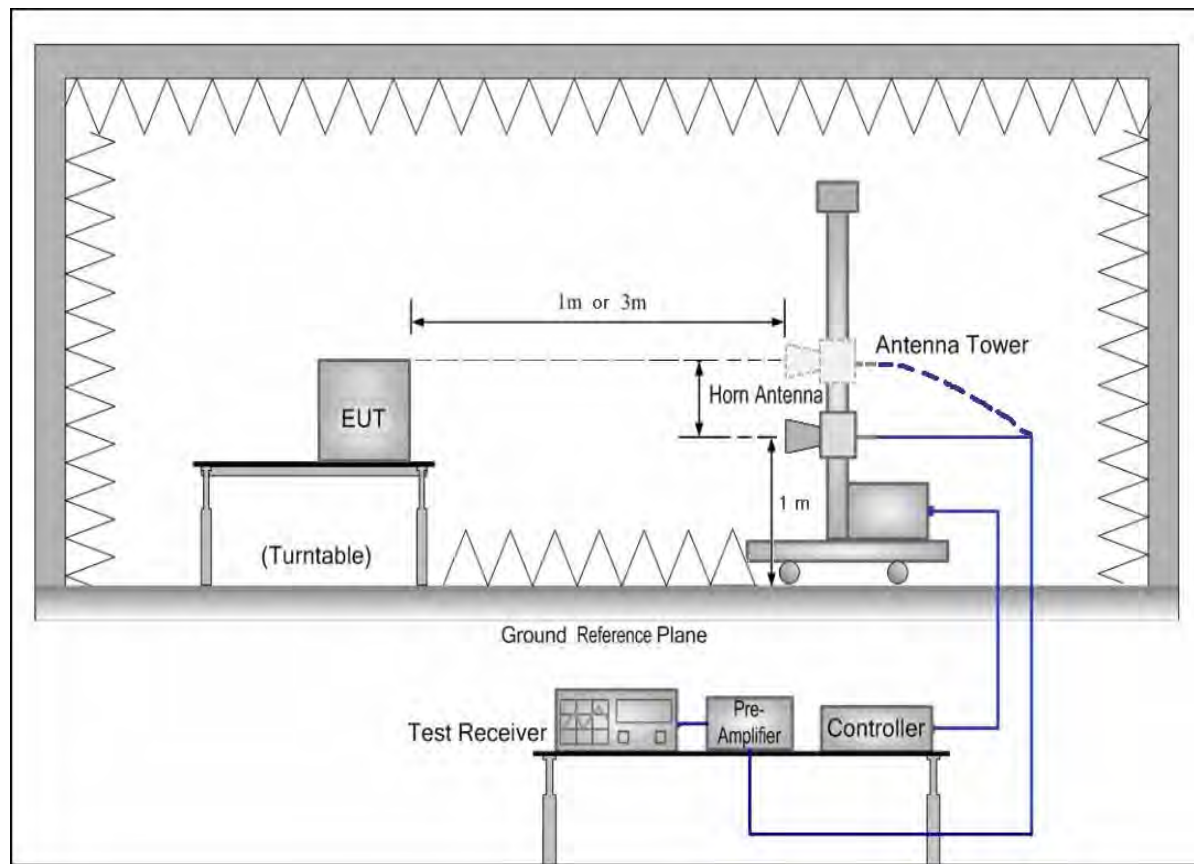 1m or 3m
Antenna Tower
Horn Antenna
EUT
1 m
(Turntable)
Ground Reference Plane
Test Receiver
Pre-
Amplifier
Controller